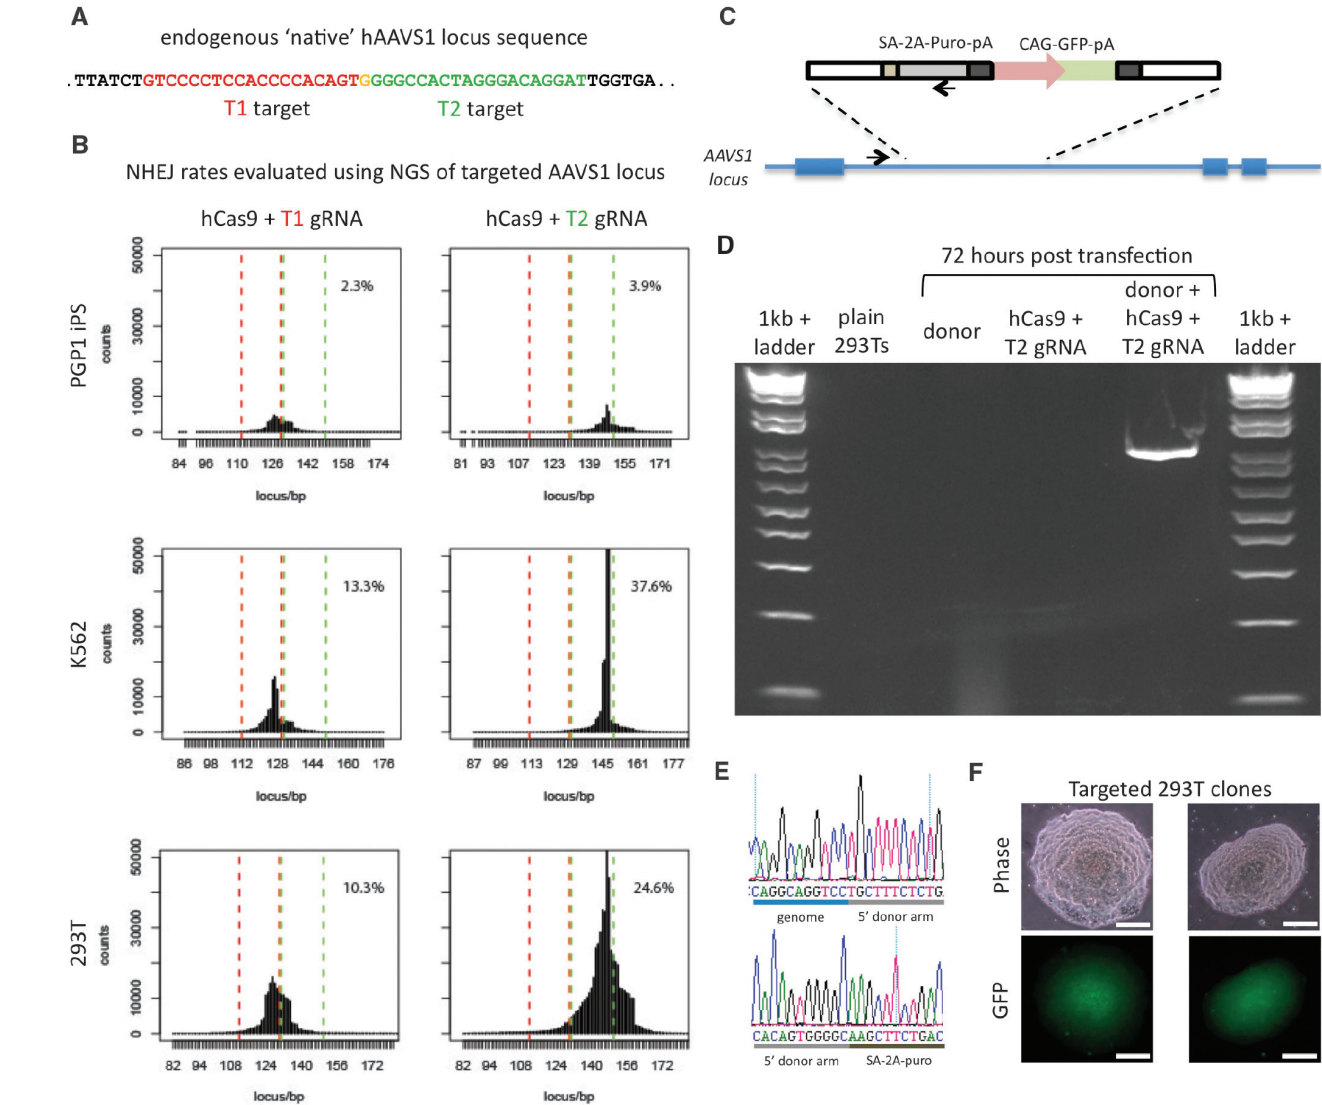 A
endogenous ‘native’ hAAVS1 locus sequence
..TTATCTGTCCCCTCCACCCCACAGTGGGGCCACTAGGGACAGGATTGGTGA..
T1 target
T2 target
B
NHEJ rates evaluated using NGS of targeted AAVS1 locus
hCas9 + T1 gRNA
hCas9 + T2 gRNA
PGP1 iPS
counts
0 10000 30000 50000
2.3%
84 96 110 126 142 158 174
locus/bp
3.9%
81 93 107 123 139 155 171
locus/bp
K562
counts
0 10000 30000 50000
13.3%
86 98 112 128 144 160 176
locus/bp
37.6%
87 99 113 129 145 161 177
locus/bp
293T
counts
0 10000 30000 50000
10.3%
82 94 108 124 140 156 172
locus/bp
24.6%
82 94 108 124 140 156 172
locus/bp
C
SA-2A-Puro-pA
CAG-GFP-pA
AAVS1
locus
D
72 hours post transfection
1kb +
ladder
plain
293Ts
donor
hCas9 +
T2 gRNA
donor +
hCas9 +
T2 gRNA
1kb +
ladder
E
CAGGCAGGTCCTGCTTTCTCTG
genome
5’ donor arm
CACAGTGGGGCAAGCTTCTGAC
5’ donor arm
SA-2A-puro
F
Targeted 293T clones
Phase
GFP